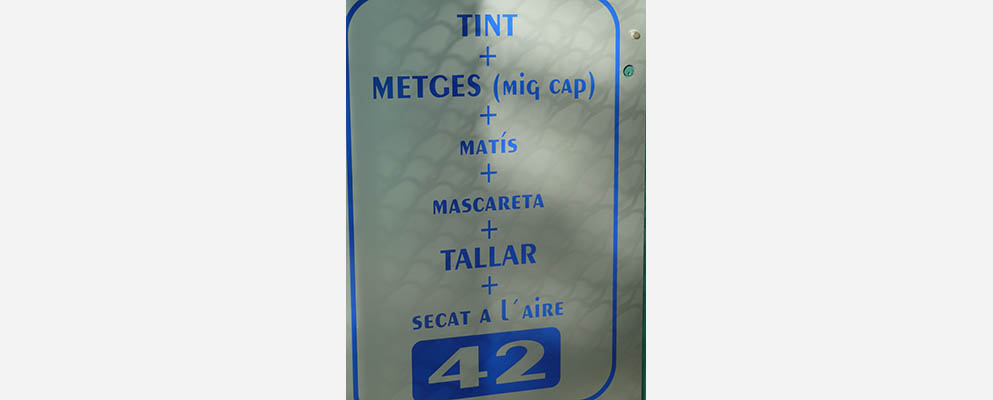 TINT
+
METGES (MIG CAP)
+
MATÍS
+
MASCARETA
+
TALLAR
+
SECAT A L´AIRE
42